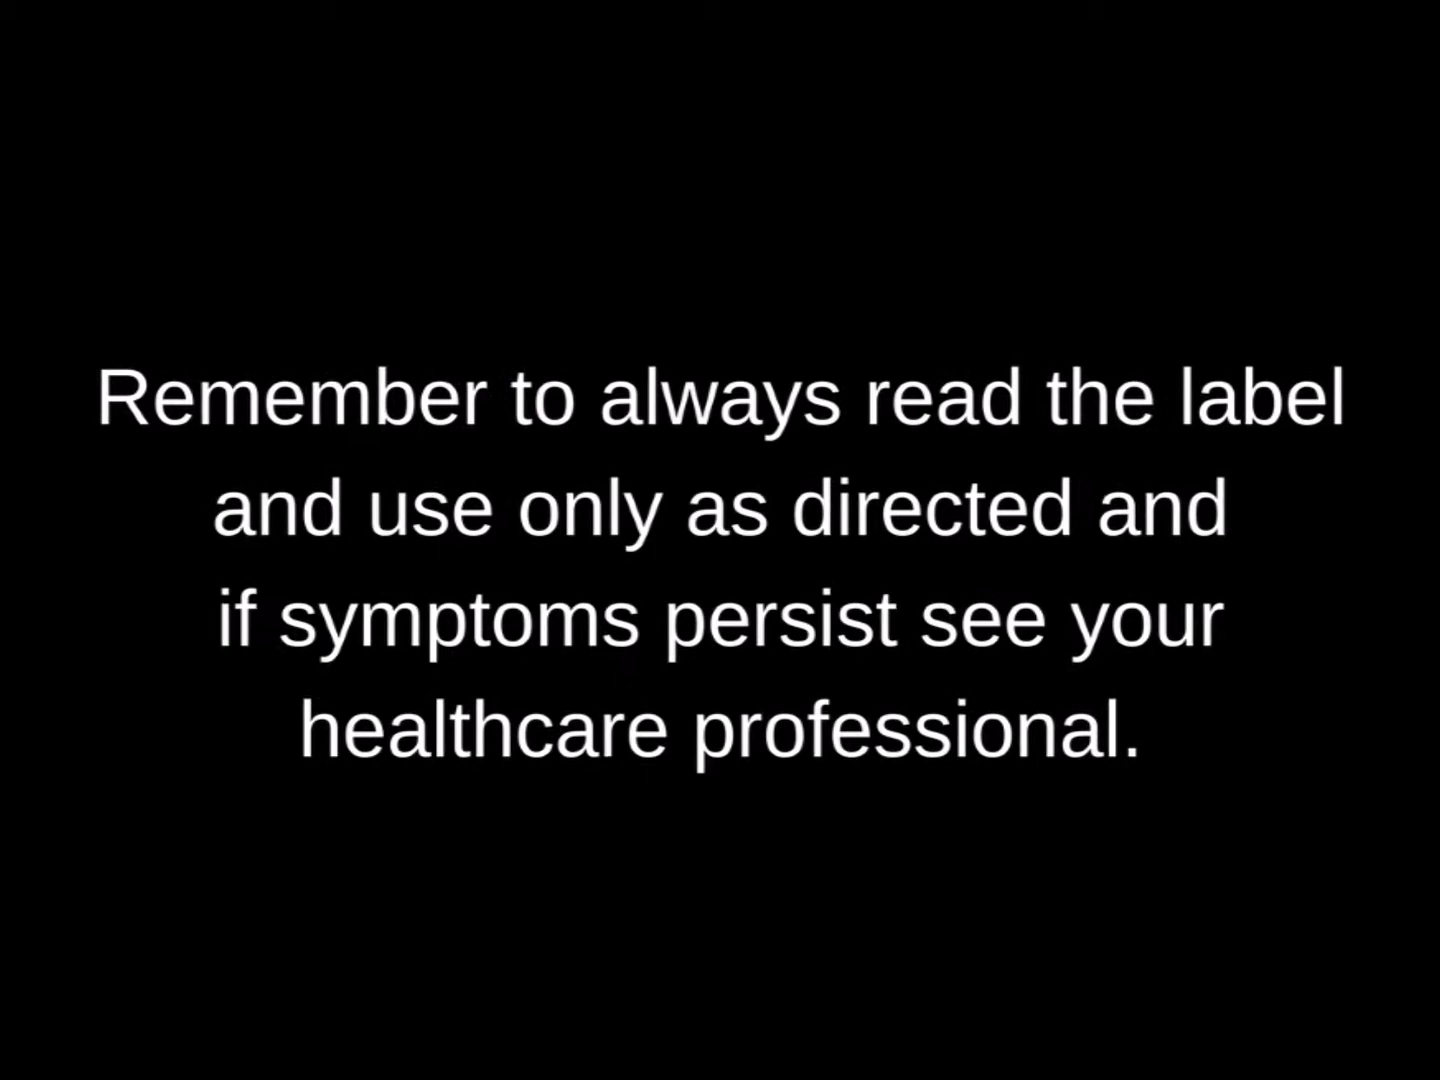 Remember to always read the label
and use only as directed and
if symptoms persist see your
healthcare professional.